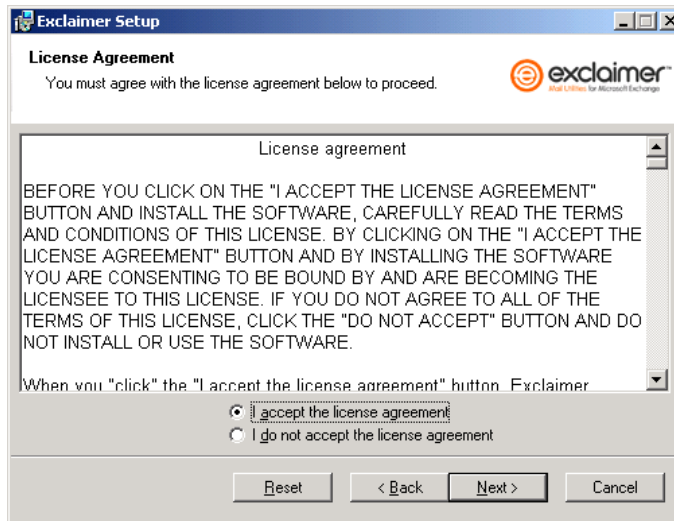 Exclaimer Setup
License Agreement
You must agree with the license agreement below to proceed.
exclaimer™
Mail Utilities for Microsoft Exchange
License agreement
BEFORE YOU CLICK ON THE "I ACCEPT THE LICENSE AGREEMENT"
BUTTON AND INSTALL THE SOFTWARE, CAREFULLY READ THE TERMS
AND CONDITIONS OF THIS LICENSE. BY CLICKING ON THE "I ACCEPT THE
LICENSE AGREEMENT" BUTTON AND BY INSTALLING THE SOFTWARE
YOU ARE CONSENTING TO BE BOUND BY AND ARE BECOMING THE
LICENSEE TO THIS LICENSE. IF YOU DO NOT AGREE TO ALL OF THE
TERMS OF THIS LICENSE, CLICK THE "DO NOT ACCEPT" BUTTON AND DO
NOT INSTALL OR USE THE SOFTWARE.
When you "click" the "I accept the license agreement" button, Exclaimer
I accept the license agreement
I do not accept the license agreement
Reset
< Back
Next >
Cancel